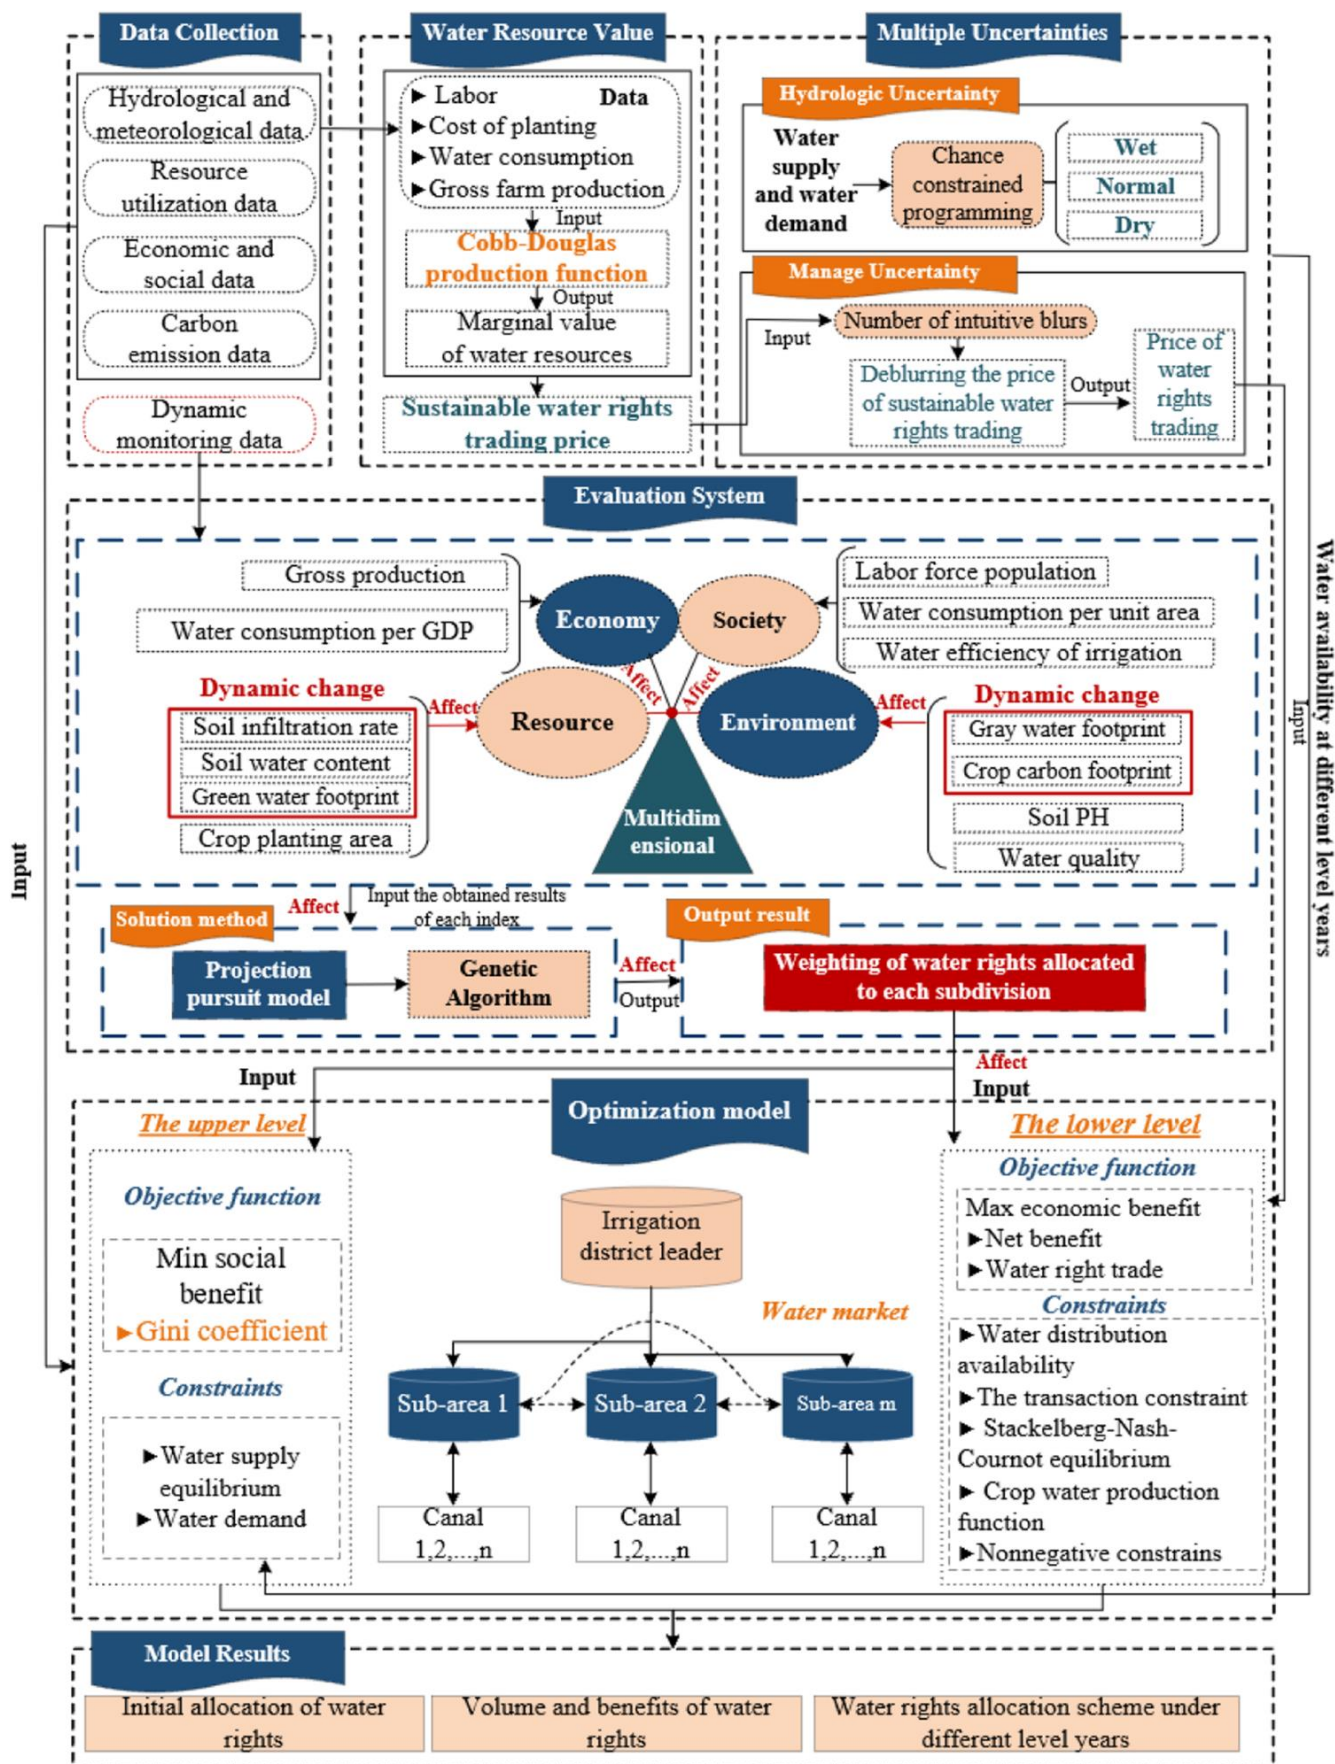 Data Collection
Hydrological and
meteorological data
Resource
utilization data
Economic and
social data
Carbon
emission data
Dynamic
monitoring data
Water Resource Value
► Labor
Data
►Cost of planting
►Water consumption
►Gross farm production
Input
Cobb-Douglas
production function
Output
Marginal value
of water resources
Sustainable water rights
trading price
Multiple Uncertainties
Hydrologic Uncertainty
Water
supply
and water
demand
Chance
constrained
programming
Wet
Normal
Dry
Manage Uncertainty
Input
Number of intuitive blurs
Deblurring the price
of sustainable water
rights trading
Output
Price of
water
rights
trading
Evaluation System
Gross production
Water consumption per GDP
Economy
Society
Labor force population
Water consumption per unit area
Water efficiency of irrigation
Affect
Affect
Dynamic change
Soil infiltration rate
Soil water content
Green water footprint
Crop planting area
Affect
Resource
Environment
Affect
Dynamic change
Gray water footprint
Crop carbon footprint
Soil PH
Water quality
Multidim
ensional
Affect
Input the obtained results
of each index
Solution method
Projection
pursuit model
Genetic
Algorithm
Affect
Output
Output result
Weighting of water rights allocated
to each subdivision
Input
Affect
Input
Input
Input
Water availability at different level years
Optimization model
The upper level
Objective function
Min social
benefit
►Gini coefficient
Constraints
►Water supply
equilibrium
►Water demand
Irrigation
district leader
Water market
Sub-area 1
Sub-area 2
Sub-area m
Canal
1,2,...,n
Canal
1,2,...,n
Canal
1,2,...,n
The lower level
Objective function
Max economic benefit
►Net benefit
►Water right trade
Constraints
►Water distribution
availability
►The transaction constraint
► Stackelberg-Nash-
Cournot equilibrium
► Crop water production
function
►Nonnegative constrains
Model Results
Initial allocation of water
rights
Volume and benefits of water
rights
Water rights allocation scheme under
different level years